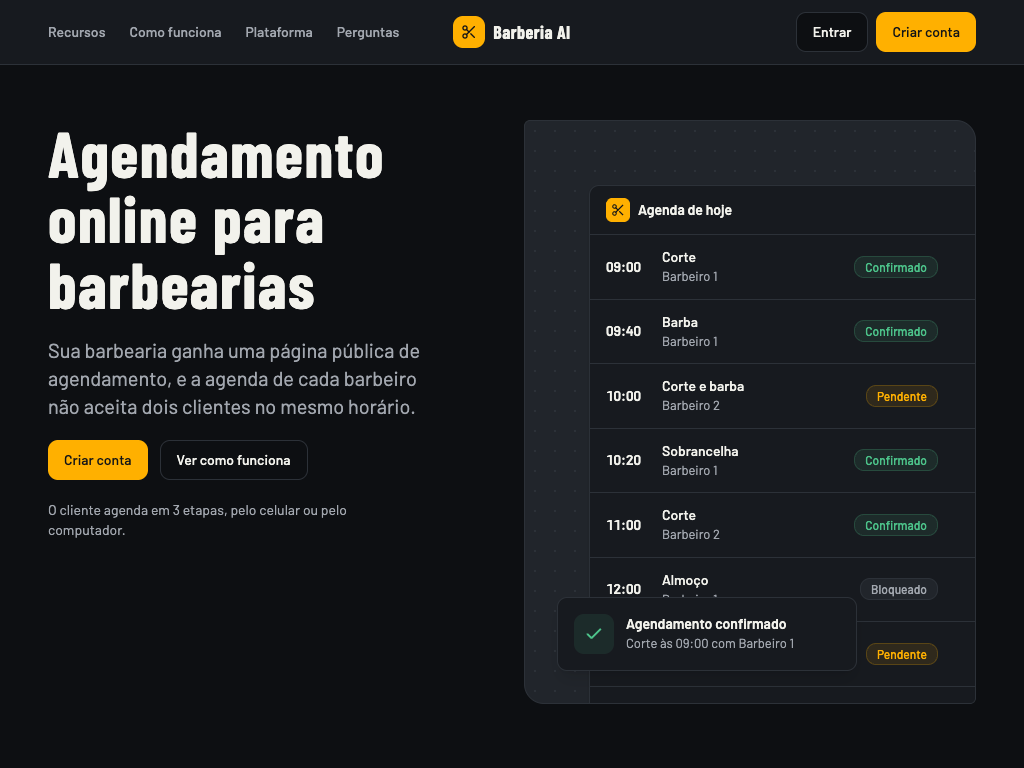 Recursos
Como funciona
Plataforma
Perguntas
Barberia AI
Entrar
Criar conta
Agendamento
online para
barbearias
Sua barbearia ganha uma página pública de
agendamento, e a agenda de cada barbeiro
não aceita dois clientes no mesmo horário.
Criar conta
Ver como funciona
O cliente agenda em 3 etapas, pelo celular ou pelo
computador.
Agenda de hoje
09:00
Corte
Barbeiro 1
Confirmado
09:40
Barba
Barbeiro 1
Confirmado
10:00
Corte e barba
Barbeiro 2
Pendente
10:20
Sobrancelha
Barbeiro 1
Confirmado
11:00
Corte
Barbeiro 2
Confirmado
12:00
Almoço
Bloqueado
Agendamento confirmado
Corte às 09:00 com Barbeiro 1
Pendente